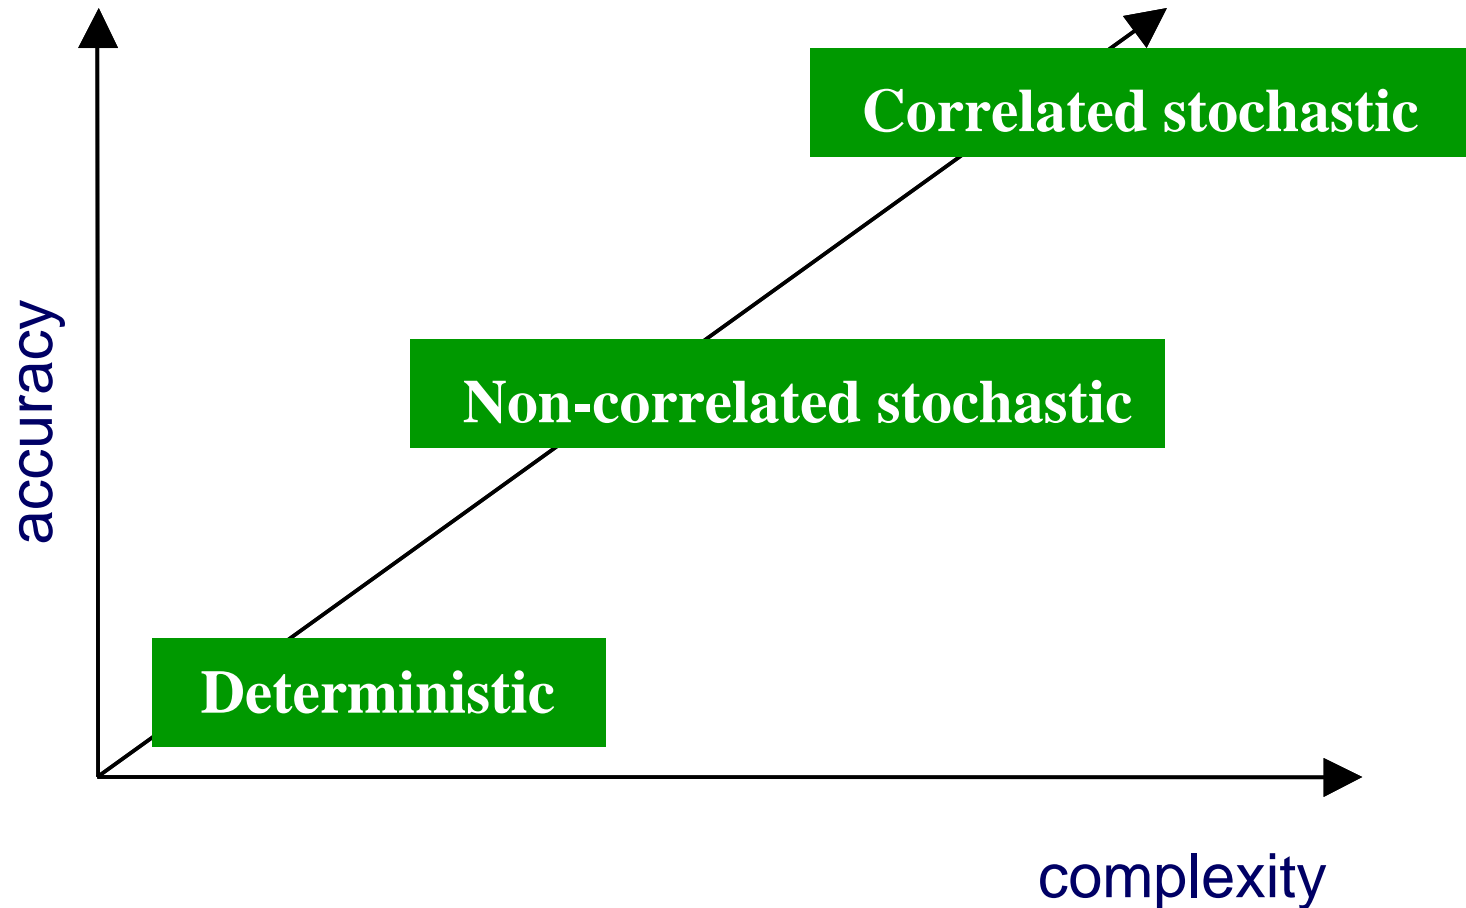 Correlated stochastic
accuracy
Non-correlated stochastic
Deterministic
complexity